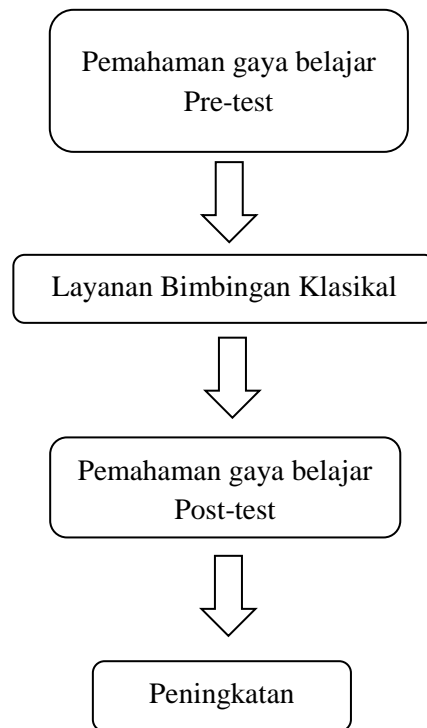 Pemahaman gaya belajar
Pre-test
Layanan Bimbingan Klasikal
Pemahaman gaya belajar
Post-test
Peningkatan